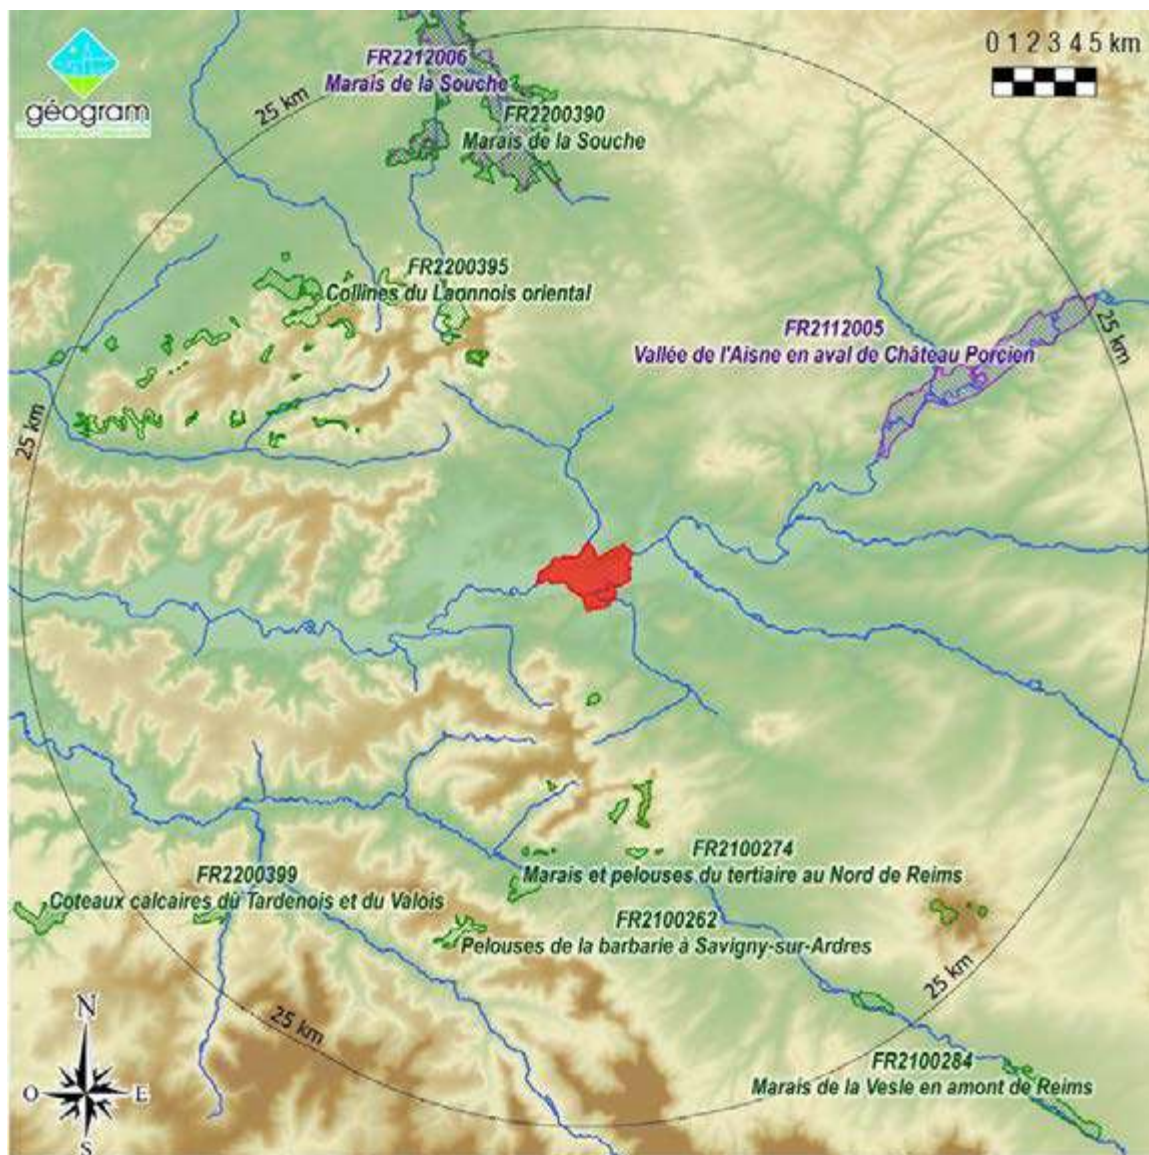 géogram
FR2212006
Marais de la Souche
0 1 2 3 4 5 km
25 km
FR2200390
Marais de la Souche
FR2200395
Collines du Laonnois oriental
FR2112005
Vallée de l'Aisne en aval de Château Porcien
25 km
25 km
FR2100274
Marais et pelouses du tertiaire au Nord de Reims
FR2200399
Coteaux calcaires du Tardenois et du Valois
FR2100262
Pelouses de la barbarie à Savigny-sur-Ardres
25 km
25 km
N
O
E
S
FR2100284
Marais de la Vesle en amont de Reims